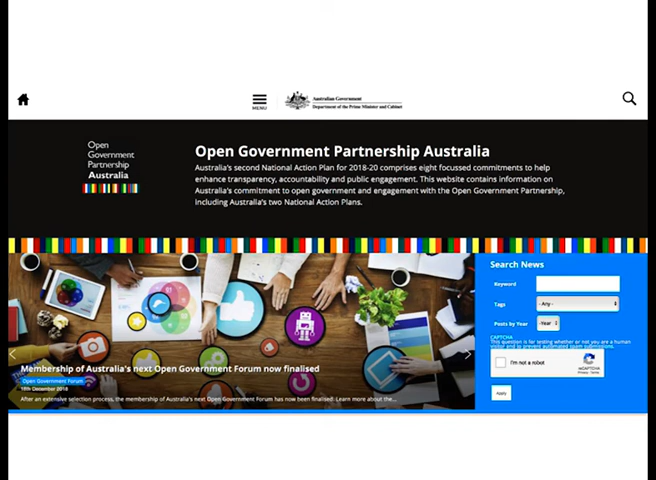 MENU
Australian Government
Department of the Prime Minister and Cabinet
Open
Government
Partnership
Australia
Open Government Partnership Australia
Australia's second National Action Plan for 2018-20 comprises eight focussed commitments to help
enhance transparency, accountability and public engagement. This website contains information on
Australia's commitment to open government and engagement with the Open Government Partnership,
including Australia's two National Action Plans.
Membership of Australia's next Open Government Forum now finalised
Open Government Forum
18th December 2018
After an extensive selection process, the membership of Australia's next Open Government Forum has now been finalised. Learn more about the...
Search News
Keyword
Tags
- Any -
Posts by Year
-Year
CAPTCHA
This question is for testing whether or not you are a human
visitor and to prevent automated spam submissions.
I'm not a robot
reCAPTCHA
Privacy - Terms
Apply